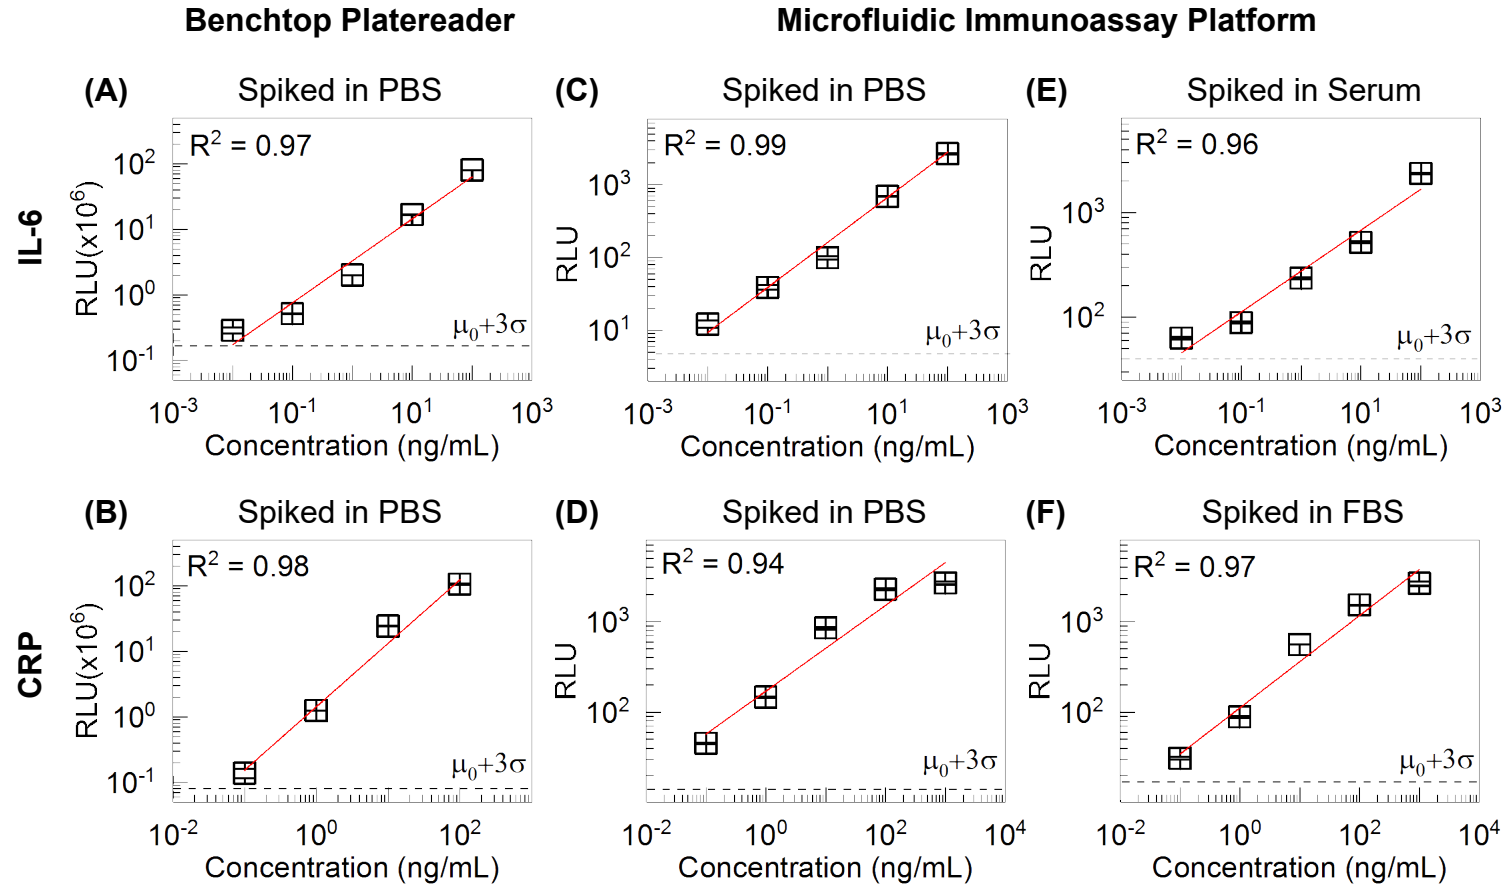 Benchtop Platereader
Microfluidic Immunoassay Platform
IL-6
CRP
(A) Spiked in PBS
R² = 0.97
RLU(x10⁶)
10² 10¹ 10⁰ 10⁻¹
μ₀+3σ
10⁻³ 10⁻¹ 10¹ 10³
Concentration (ng/mL)
(C) Spiked in PBS
R² = 0.99
RLU
10³ 10² 10¹
μ₀+3σ
10⁻³ 10⁻¹ 10¹ 10³
Concentration (ng/mL)
(E) Spiked in Serum
R² = 0.96
RLU
10³ 10²
μ₀+3σ
10⁻³ 10⁻¹ 10¹ 10³
Concentration (ng/mL)
(B) Spiked in PBS
R² = 0.98
RLU(x10⁶)
10² 10¹ 10⁰ 10⁻¹
μ₀+3σ
10⁻² 10⁰ 10²
Concentration (ng/mL)
(D) Spiked in PBS
R² = 0.94
RLU
10³ 10²
μ₀+3σ
10⁻² 10⁰ 10² 10⁴
Concentration (ng/mL)
(F) Spiked in FBS
R² = 0.97
RLU
10³ 10²
μ₀+3σ
10⁻² 10⁰ 10² 10⁴
Concentration (ng/mL)